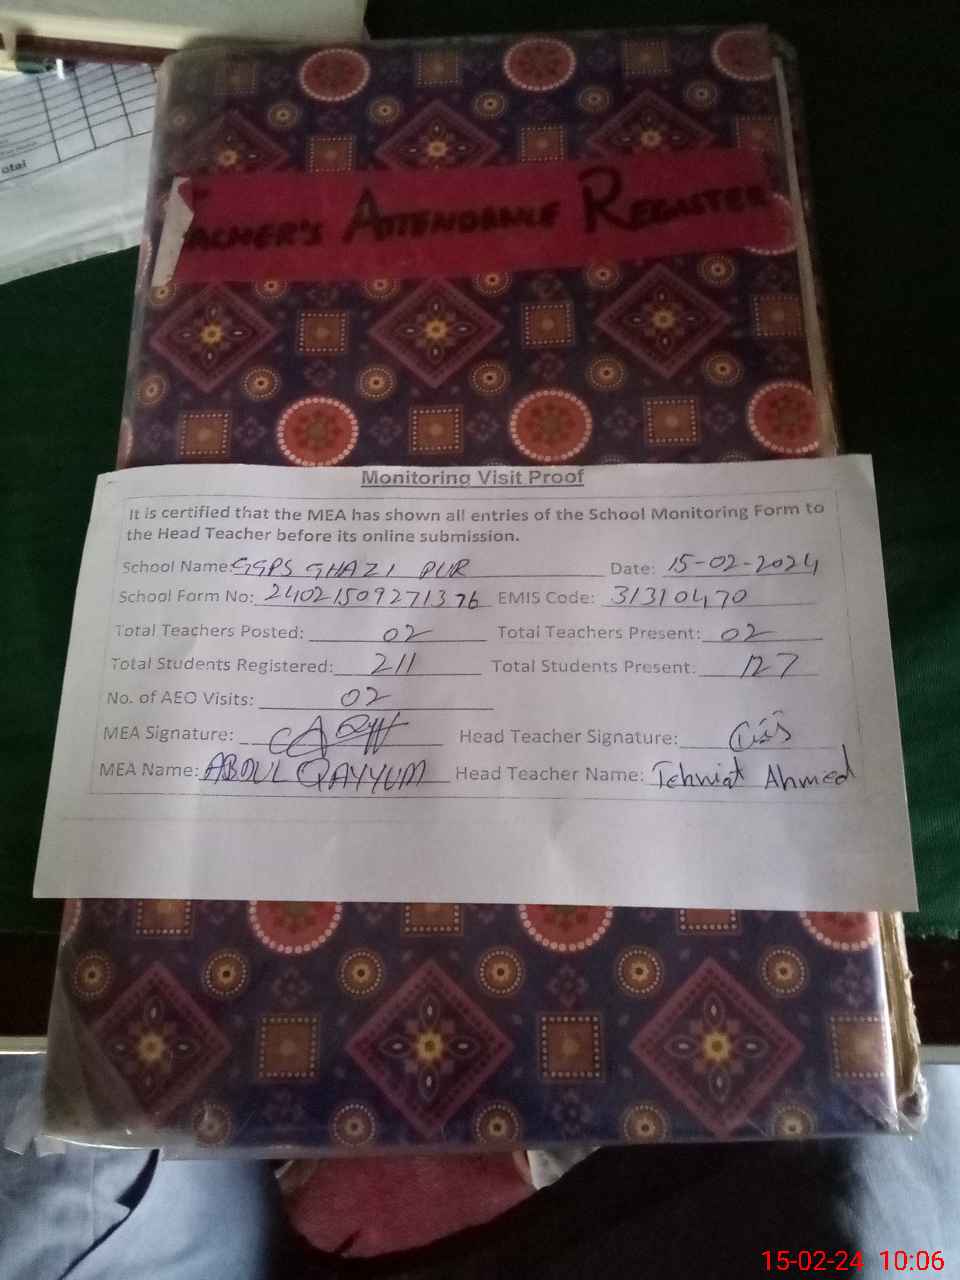 otal
TEACHER'S ATTENDANCE REGISTER
Monitoring Visit Proof
It is certified that the MEA has shown all entries of the School Monitoring Form to
the Head Teacher before its online submission.
School Name: GGPS GHAZI PUR Date: 15-02-2024
School Form No: 240215092713 76 EMIS Code: 31310470
Total Teachers Posted: 02 Total Teachers Present: 02
Total Students Registered: 211 Total Students Present: 127
No. of AEO Visits: 02
MEA Signature: Head Teacher Signature:
MEA Name: ABDUL QAYYUM Head Teacher Name: Tehniat Ahmed
15-02-24 10:06